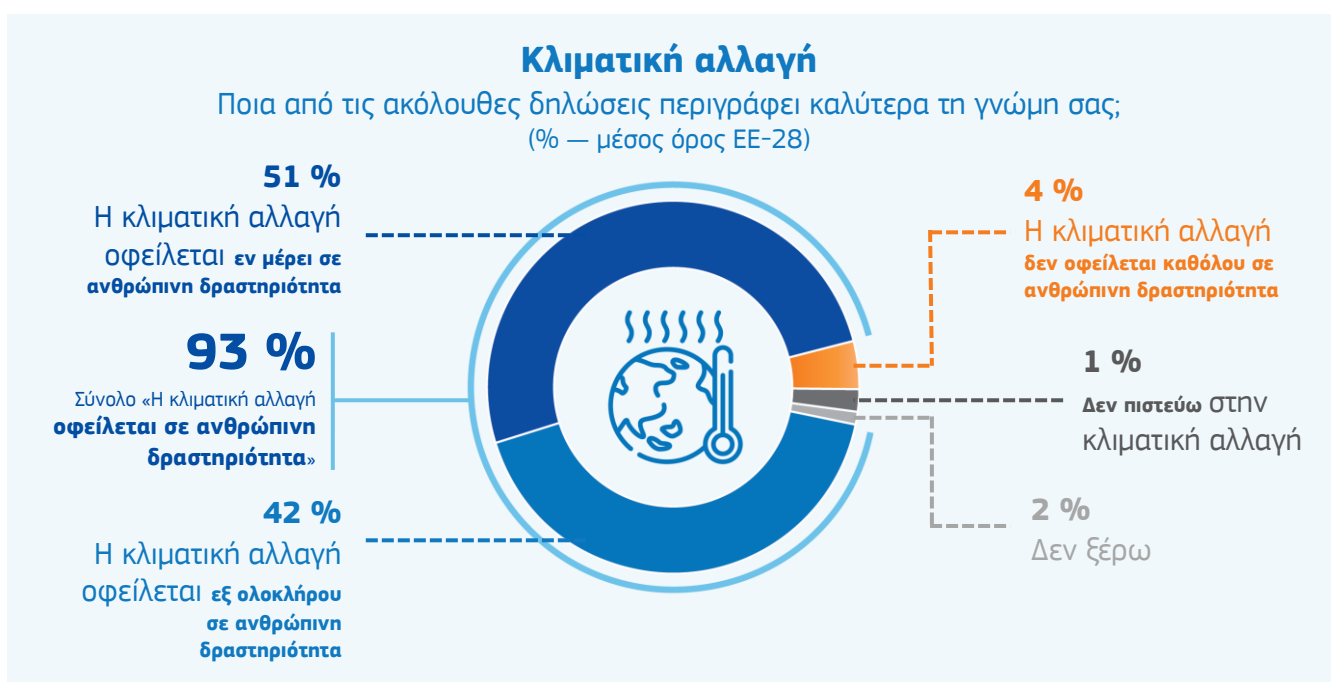 Κλιματική αλλαγή
Ποια από τις ακόλουθες δηλώσεις περιγράφει καλύτερα τη γνώμη σας;
(% — μέσος όρος ΕΕ-28)
51 %
Η κλιματική αλλαγή
οφείλεται εν μέρει σε
ανθρώπινη δραστηριότητα
93 %
Σύνολο «Η κλιματική αλλαγή
οφείλεται σε ανθρώπινη
δραστηριότητα»
42 %
Η κλιματική αλλαγή
οφείλεται εξ ολοκλήρου
σε ανθρώπινη
δραστηριότητα
4 %
Η κλιματική αλλαγή
δεν οφείλεται καθόλου σε
ανθρώπινη δραστηριότητα
1 %
Δεν πιστεύω στην
κλιματική αλλαγή
2 %
Δεν ξέρω